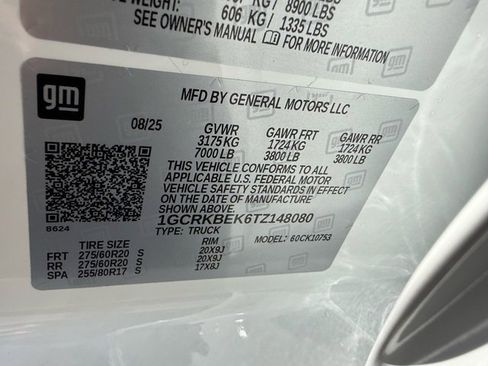 KG / 8900 LBS
WEIGHT: 606 KG / 1335 LBS
SEE OWNER'S MANUAL FOR MORE INFORMATION
gm
MFD BY GENERAL MOTORS LLC
08/25 GVWR GAWR FRT GAWR RR
3175 KG 1724 KG 1724 KG
7000 LB 3800 LB 3800 LB
THIS VEHICLE CONFORMS TO ALL
APPLICABLE U.S. FEDERAL MOTOR
VEHICLE SAFETY STANDARDS IN
EFFECT ON THE DATE OF
MANUFACTURE SHOWN ABOVE.
1GCRKBEK6TZ148080
8624 TYPE: TRUCK MODEL: 60CK10753
TIRE SIZE RIM
FRT 275/60R20 S 20X9J
RR 275/60R20 S 20X9J
SPA 255/80R17 S 17X8J